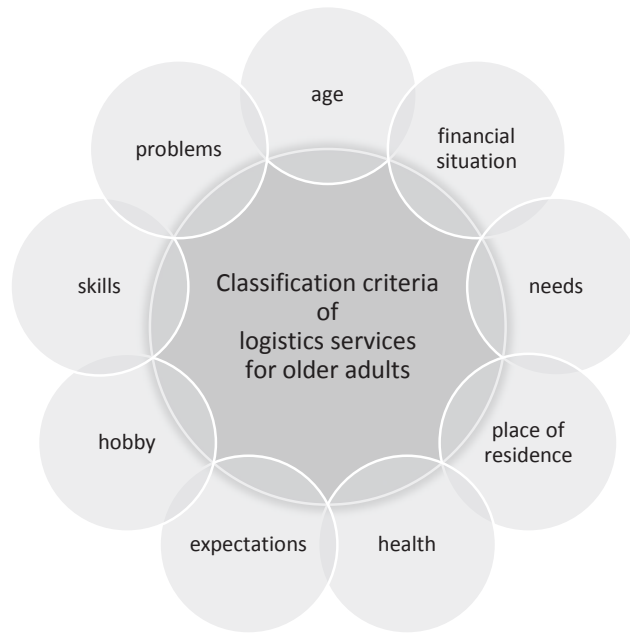 age
financial
situation
needs
place of
residence
health
expectations
hobby
skills
problems
Classification criteria
of
logistics services
for older adults